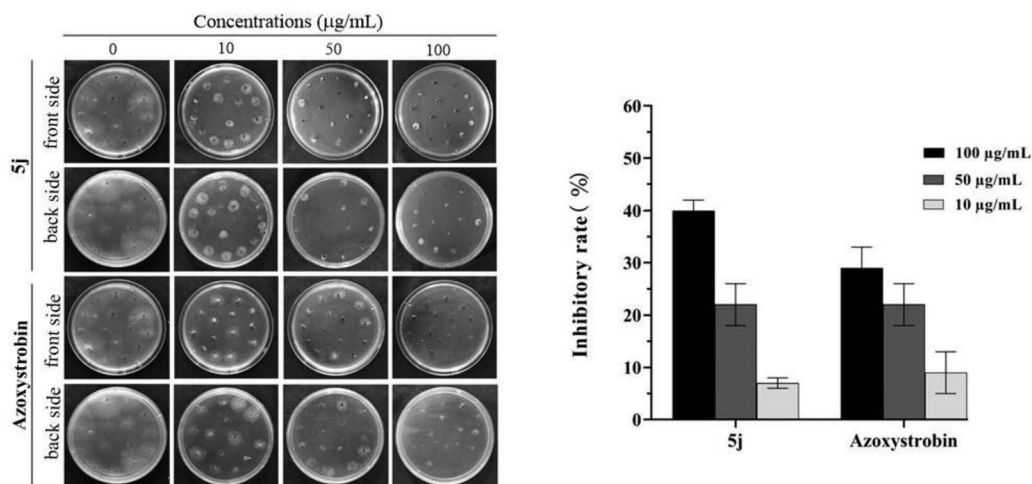 Concentrations (μg/mL)
0 10 50 100
5j
front side
back side
Azoxystrobin
front side
back side
Inhibitory rate( %)
60
50
40
30
20
10
0
100 μg/mL
50 μg/mL
10 μg/mL
5j Azoxystrobin